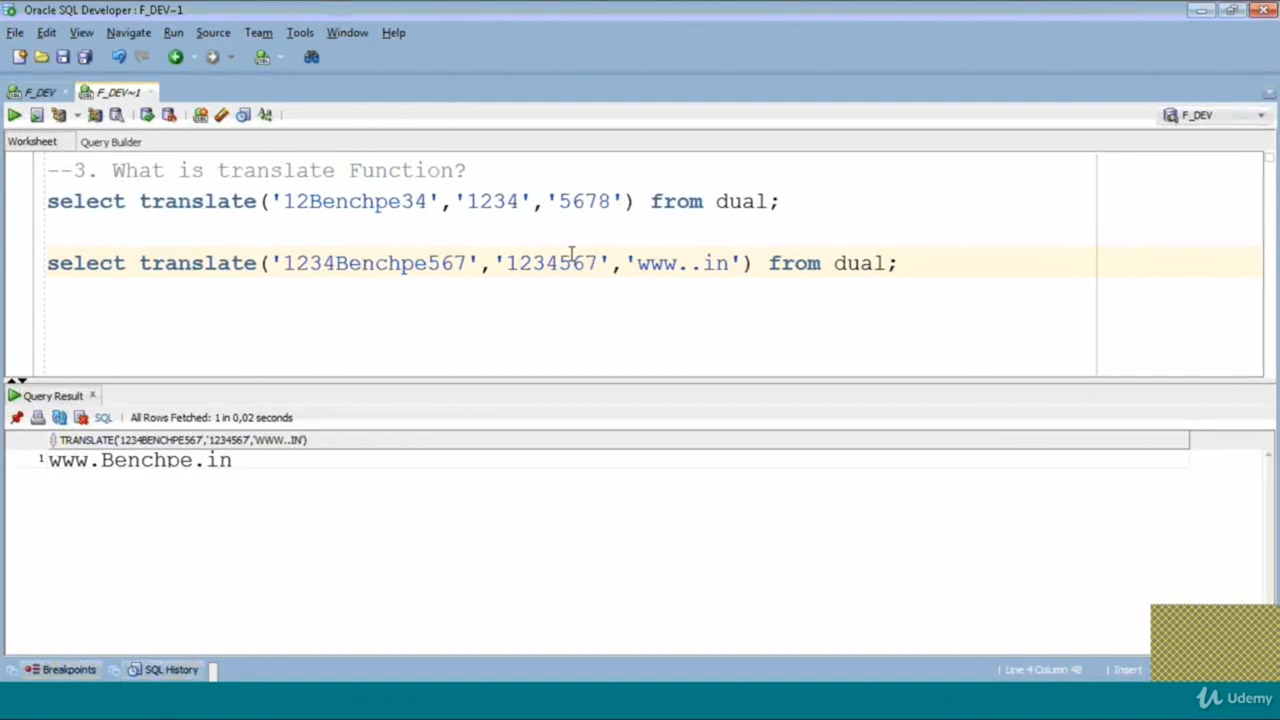 Oracle SQL Developer : F_DEV~1
File Edit View Navigate Run Source Team Tools Window Help
F_DEV F_DEV~1
F_DEV
Worksheet Query Builder
--3. What is translate Function?
select translate('12Benchpe34','1234','5678') from dual;
select translate('1234Benchpe567','1234567','www..in') from dual;
Query Result x
SQL All Rows Fetched: 1 in 0,02 seconds
TRANSLATE('1234BENCHPE567','1234567','WWW..IN')
1 www.Benchpe.in
Breakpoints SQL History Line 4 Column 48 Insert
Udemy